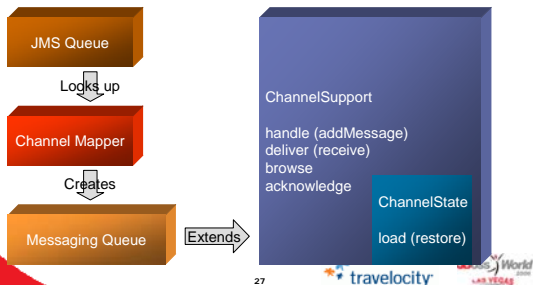 JMS Queue
Looks up
Channel Mapper
Creates
Messaging Queue
Extends
ChannelSupport
handle (addMessage)
deliver (receive)
browse
acknowledge
ChannelState
load (restore)
27
travelocity
World
LAS VEGAS